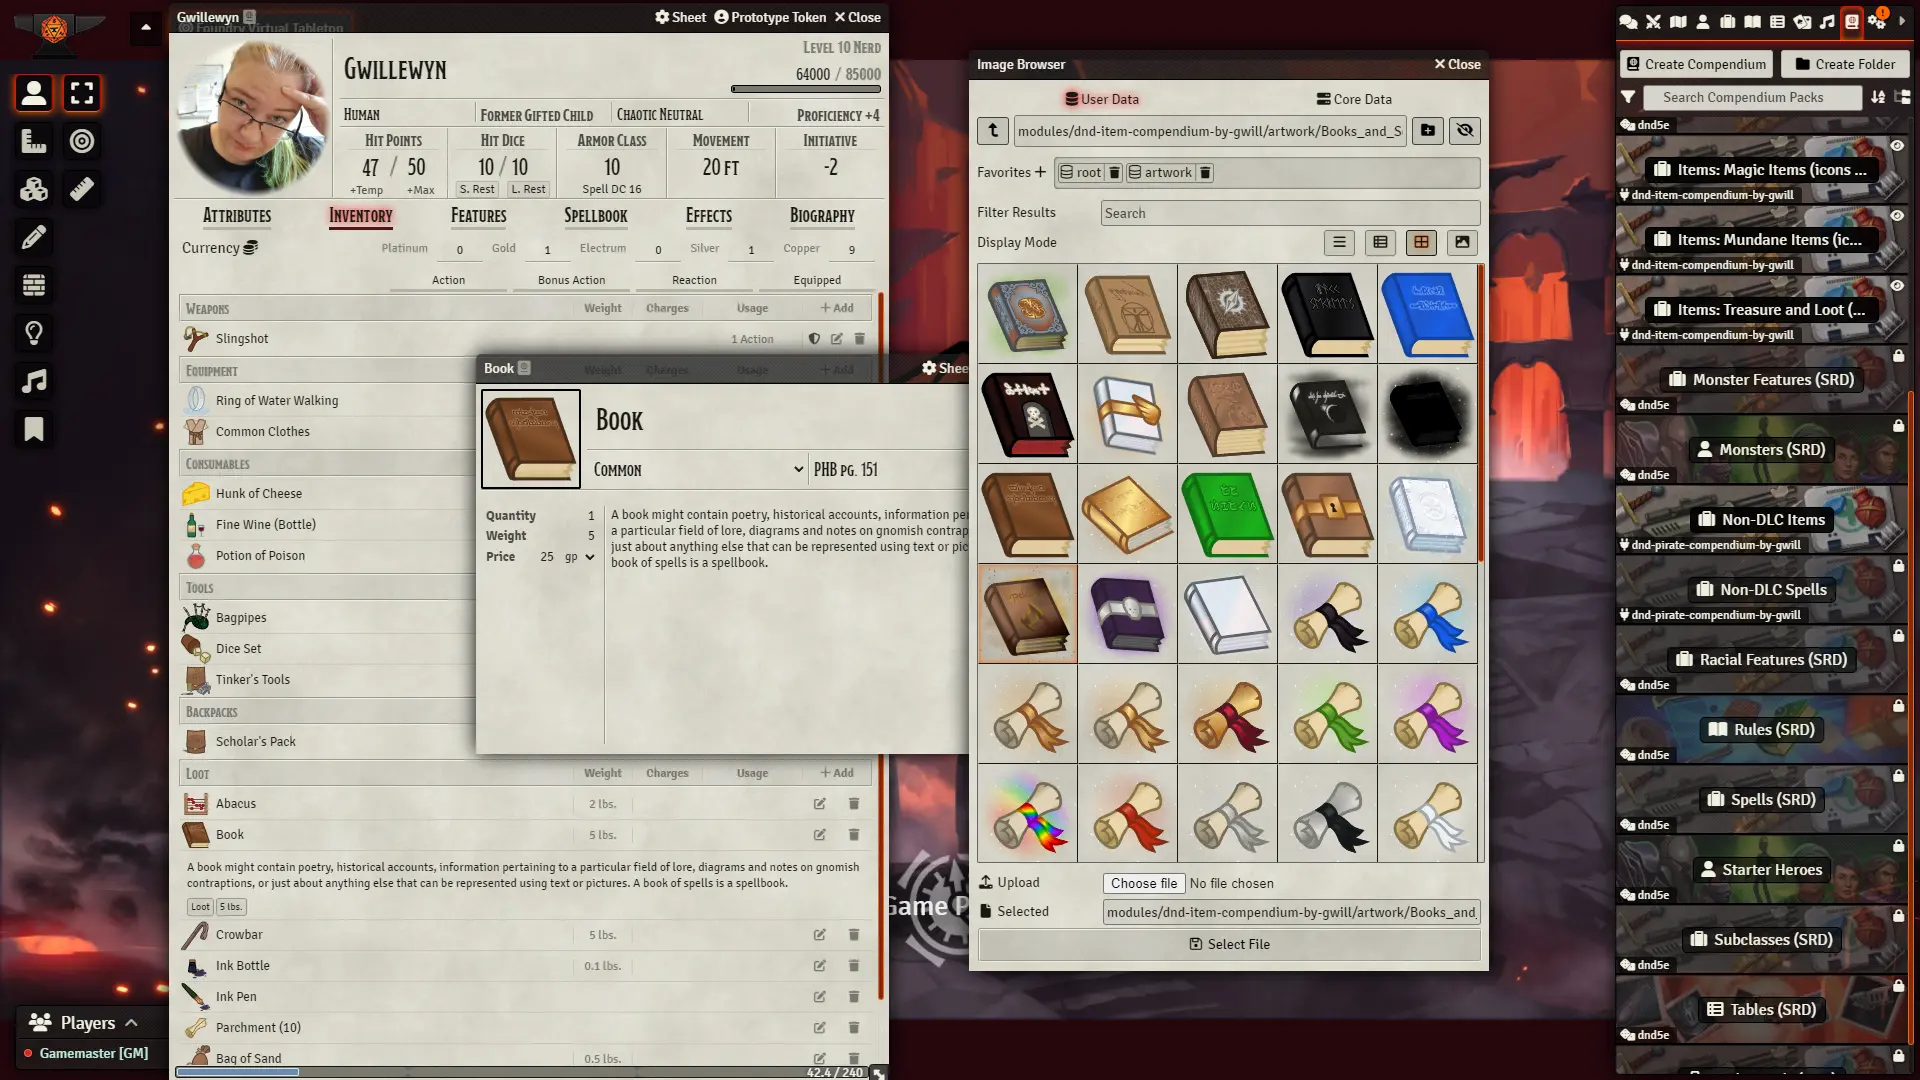 Gwillewyn
Sheet
Prototype Token
Close
Foundry Virtual Tabletop
Gwillewyn
Level 10 Nerd
64000 / 85000
Human
Former Gifted Child
Chaotic Neutral
Proficiency +4
Hit Points
Hit Dice
Armor Class
Movement
Initiative
47 / 50
10 / 10
10
20 ft
-2
+Temp
+Max
S. Rest
L. Rest
Spell DC 16
Attributes
Inventory
Features
Spellbook
Effects
Biography
Currency
Platinum 0
Gold 1
Electrum 0
Silver 1
Copper 9
Action
Bonus Action
Reaction
Equipped
Weapons
Weight
Charges
Usage
+ Add
Slingshot
1 Action
Equipment
Weight
Charges
Usage
+ Add
Ring of Water Walking
Common Clothes
Consumables
Hunk of Cheese
Fine Wine (Bottle)
Potion of Poison
Tools
Bagpipes
Dice Set
Tinker's Tools
Backpacks
Scholar's Pack
Loot
Weight
Charges
Usage
+ Add
Abacus
2 lbs.
Book
5 lbs.
A book might contain poetry, historical accounts, information pertaining to a particular field of lore, diagrams and notes on gnomish
contraptions, or just about anything else that can be represented using text or pictures. A book of spells is a spellbook.
Loot
5 lbs.
Crowbar
5 lbs.
Ink Bottle
0.1 lbs.
Ink Pen
Parchment (10)
Bag of Sand
0.5 lbs.
42.4 / 240
Book
Shee
Book
Common
PHB pg. 151
Quantity 1
Weight 5
Price 25 gp
A book might contain poetry, historical accounts, information per
a particular field of lore, diagrams and notes on gnomish contrap
just about anything else that can be represented using text or pic
book of spells is a spellbook.
Game P
Image Browser
Close
User Data
Core Data
modules/dnd-item-compendium-by-gwill/artwork/Books_and_S
Favorites +
root
artwork
Filter Results
Search
Display Mode
Upload
Choose file
No file chosen
Selected
modules/dnd-item-compendium-by-gwill/artwork/Books_and_
Select File
Create Compendium
Create Folder
Search Compendium Packs
dnd5e
Items: Magic Items (icons ...
dnd-item-compendium-by-gwill
Items: Mundane Items (ic...
dnd-item-compendium-by-gwill
Items: Treasure and Loot (...
dnd-item-compendium-by-gwill
Monster Features (SRD)
dnd5e
Monsters (SRD)
dnd5e
Non-DLC Items
dnd-pirate-compendium-by-gwill
Non-DLC Spells
dnd-pirate-compendium-by-gwill
Racial Features (SRD)
dnd5e
Rules (SRD)
dnd5e
Spells (SRD)
dnd5e
Starter Heroes
dnd5e
Subclasses (SRD)
dnd5e
Tables (SRD)
dnd5e
Players
Gamemaster [GM]